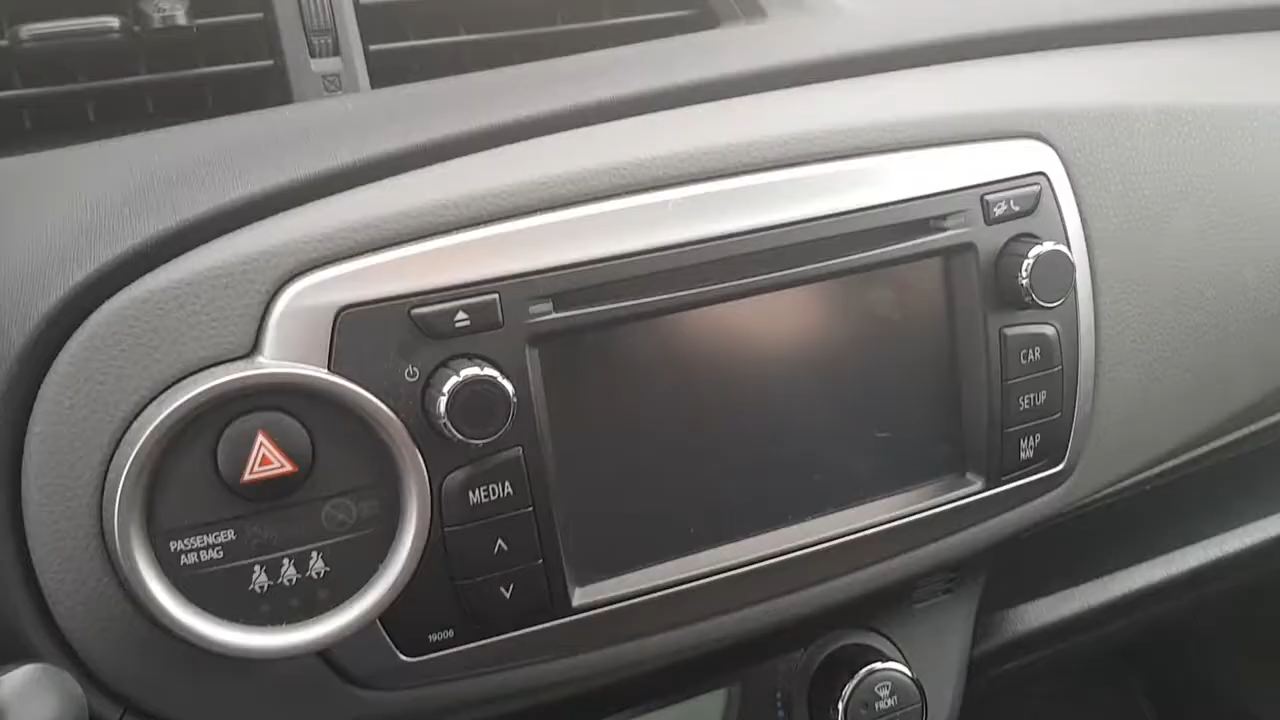 CAR
SETUP
MAP
NAV
MEDIA
PASSENGER
AIR BAG
19006
FRONT